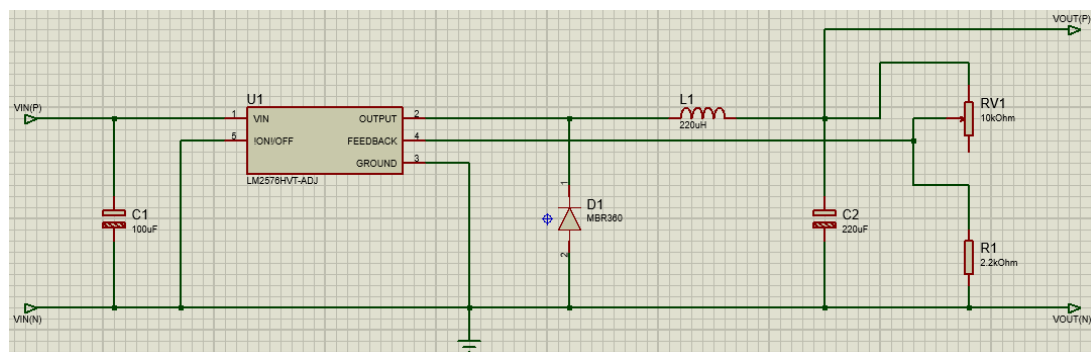 VOUT(P)
U1
L1
RV1
VIN(P)
1
VIN
OUTPUT
2
220uH
10kOhm
5
!ON!/OFF
FEEDBACK
4
GROUND
3
LM2576HVT-ADJ
1
C1
100uF
D1
MBR360
C2
220uF
2
R1
2.2kOhm
VIN(N)
VOUT(N)